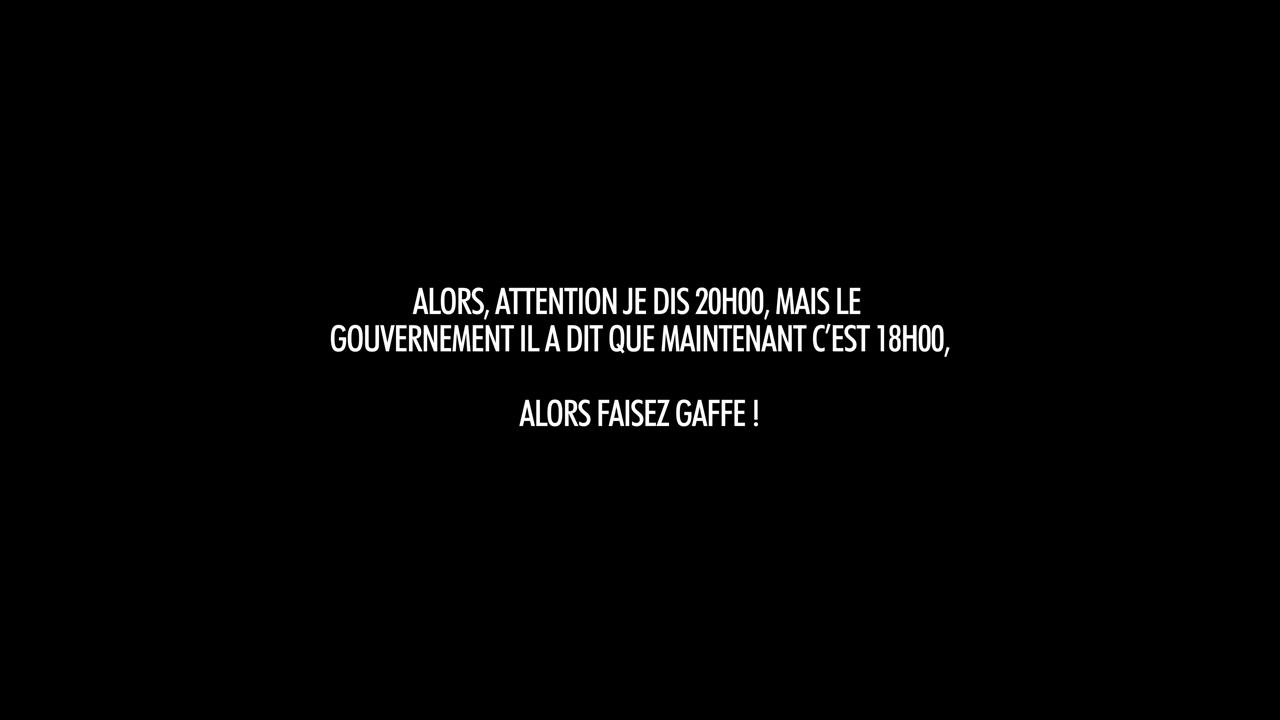 ALORS, ATTENTION JE DIS 20H00, MAIS LE
GOUVERNEMENT IL A DIT QUE MAINTENANT C’EST 18H00,
ALORS FAISEZ GAFFE !